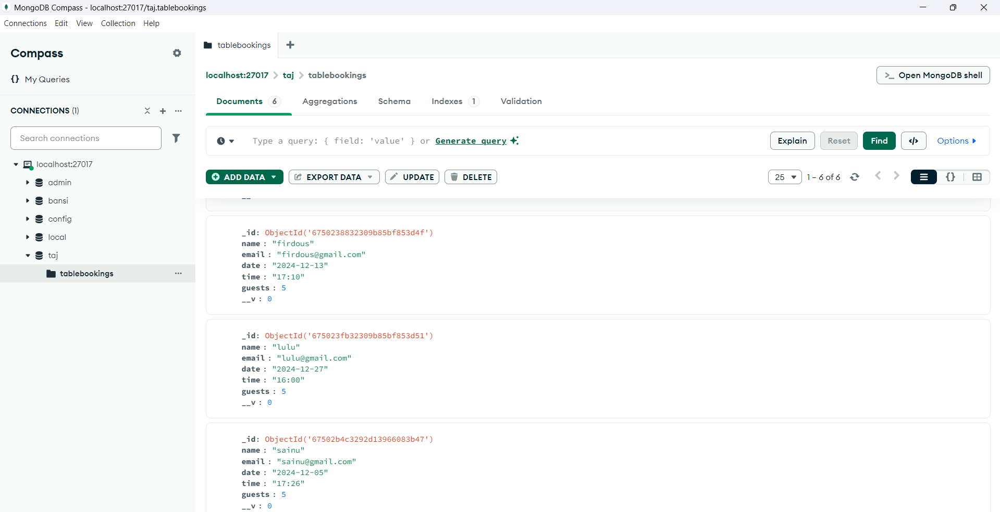 MongoDB Compass - localhost:27017/taj.tablebookings
Connections Edit View Collection Help
Compass
{} My Queries
CONNECTIONS (1)
Search connections
localhost:27017
admin
bansi
config
local
taj
tablebookings
tablebookings
localhost:27017 > taj > tablebookings
>_ Open MongoDB shell
Documents 6 Aggregations Schema Indexes 1 Validation
Type a query: { field: 'value' } or Generate query
Explain Reset Find </> Options
ADD DATA EXPORT DATA UPDATE DELETE
25 1 – 6 of 6 {}
_id: ObjectId('6750238832309b85bf853d4f')
name : "firdous"
email : "firdous@gmail.com"
date : "2024-12-13"
time : "17:10"
guests : 5
__v : 0
_id: ObjectId('675023fb32309b85bf853d51')
name : "lulu"
email : "lulu@gmail.com"
date : "2024-12-27"
time : "16:00"
guests : 5
__v : 0
_id: ObjectId('67502b4c3292d13966083b47')
name : "sainu"
email : "sainu@gmail.com"
date : "2024-12-05"
time : "17:26"
guests : 5
__v : 0